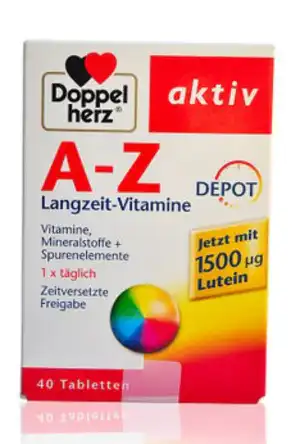 Doppel
herz®
aktiv
A-Z
Langzeit-Vitamine
DEPOT
Vitamine,
Mineralstoffe +
Spurenelemente
1 x täglich
Zeitversetzte
Freigabe
Jetzt mit
1500 µg
Lutein
40 Tabletten